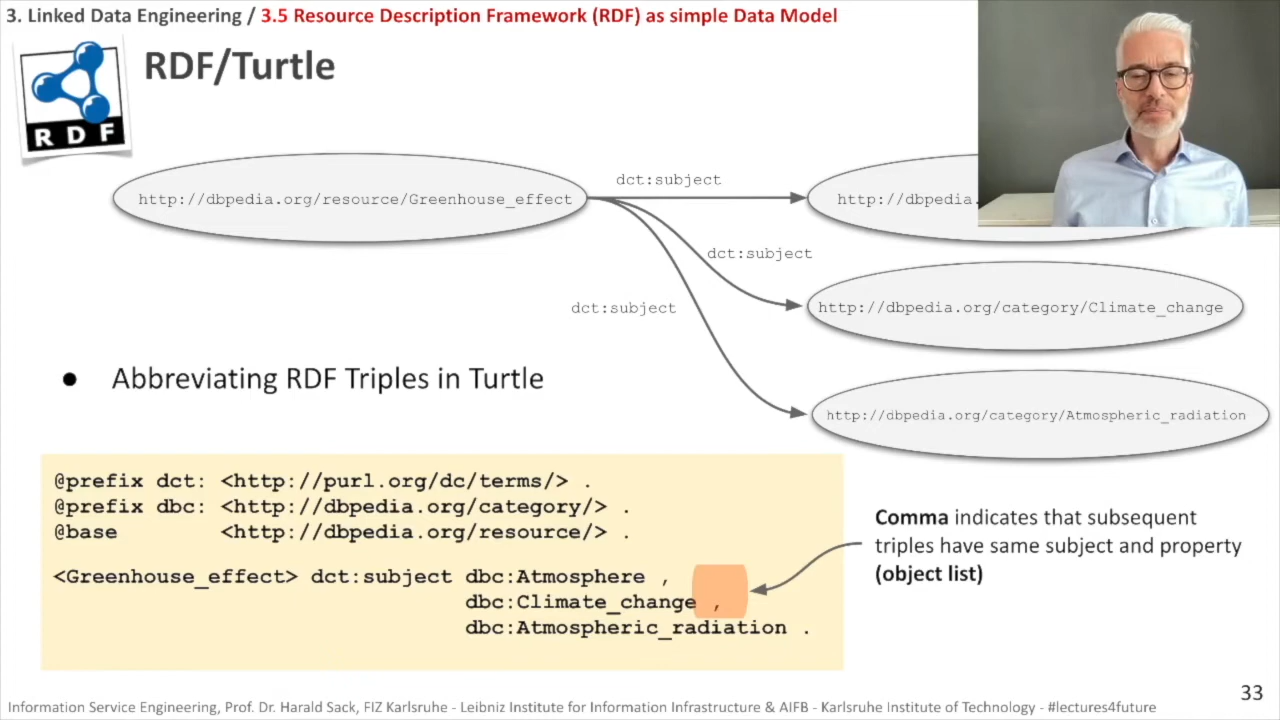 3. Linked Data Engineering / 3.5 Resource Description Framework (RDF) as simple Data Model
RDF
RDF/Turtle
http://dbpedia.org/resource/Greenhouse_effect
dct:subject
http://dbpedia.
dct:subject
http://dbpedia.org/category/Climate_change
dct:subject
http://dbpedia.org/category/Atmospheric_radiation
● Abbreviating RDF Triples in Turtle
@prefix dct: <http://purl.org/dc/terms/> .
@prefix dbc: <http://dbpedia.org/category/> .
@base <http://dbpedia.org/resource/> .
<Greenhouse_effect> dct:subject dbc:Atmosphere ,
dbc:Climate_change ,
dbc:Atmospheric_radiation .
Comma indicates that subsequent
triples have same subject and property
(object list)
33
Information Service Engineering, Prof. Dr. Harald Sack, FIZ Karlsruhe - Leibniz Institute for Information Infrastructure & AIFB - Karlsruhe Institute of Technology - #lectures4future